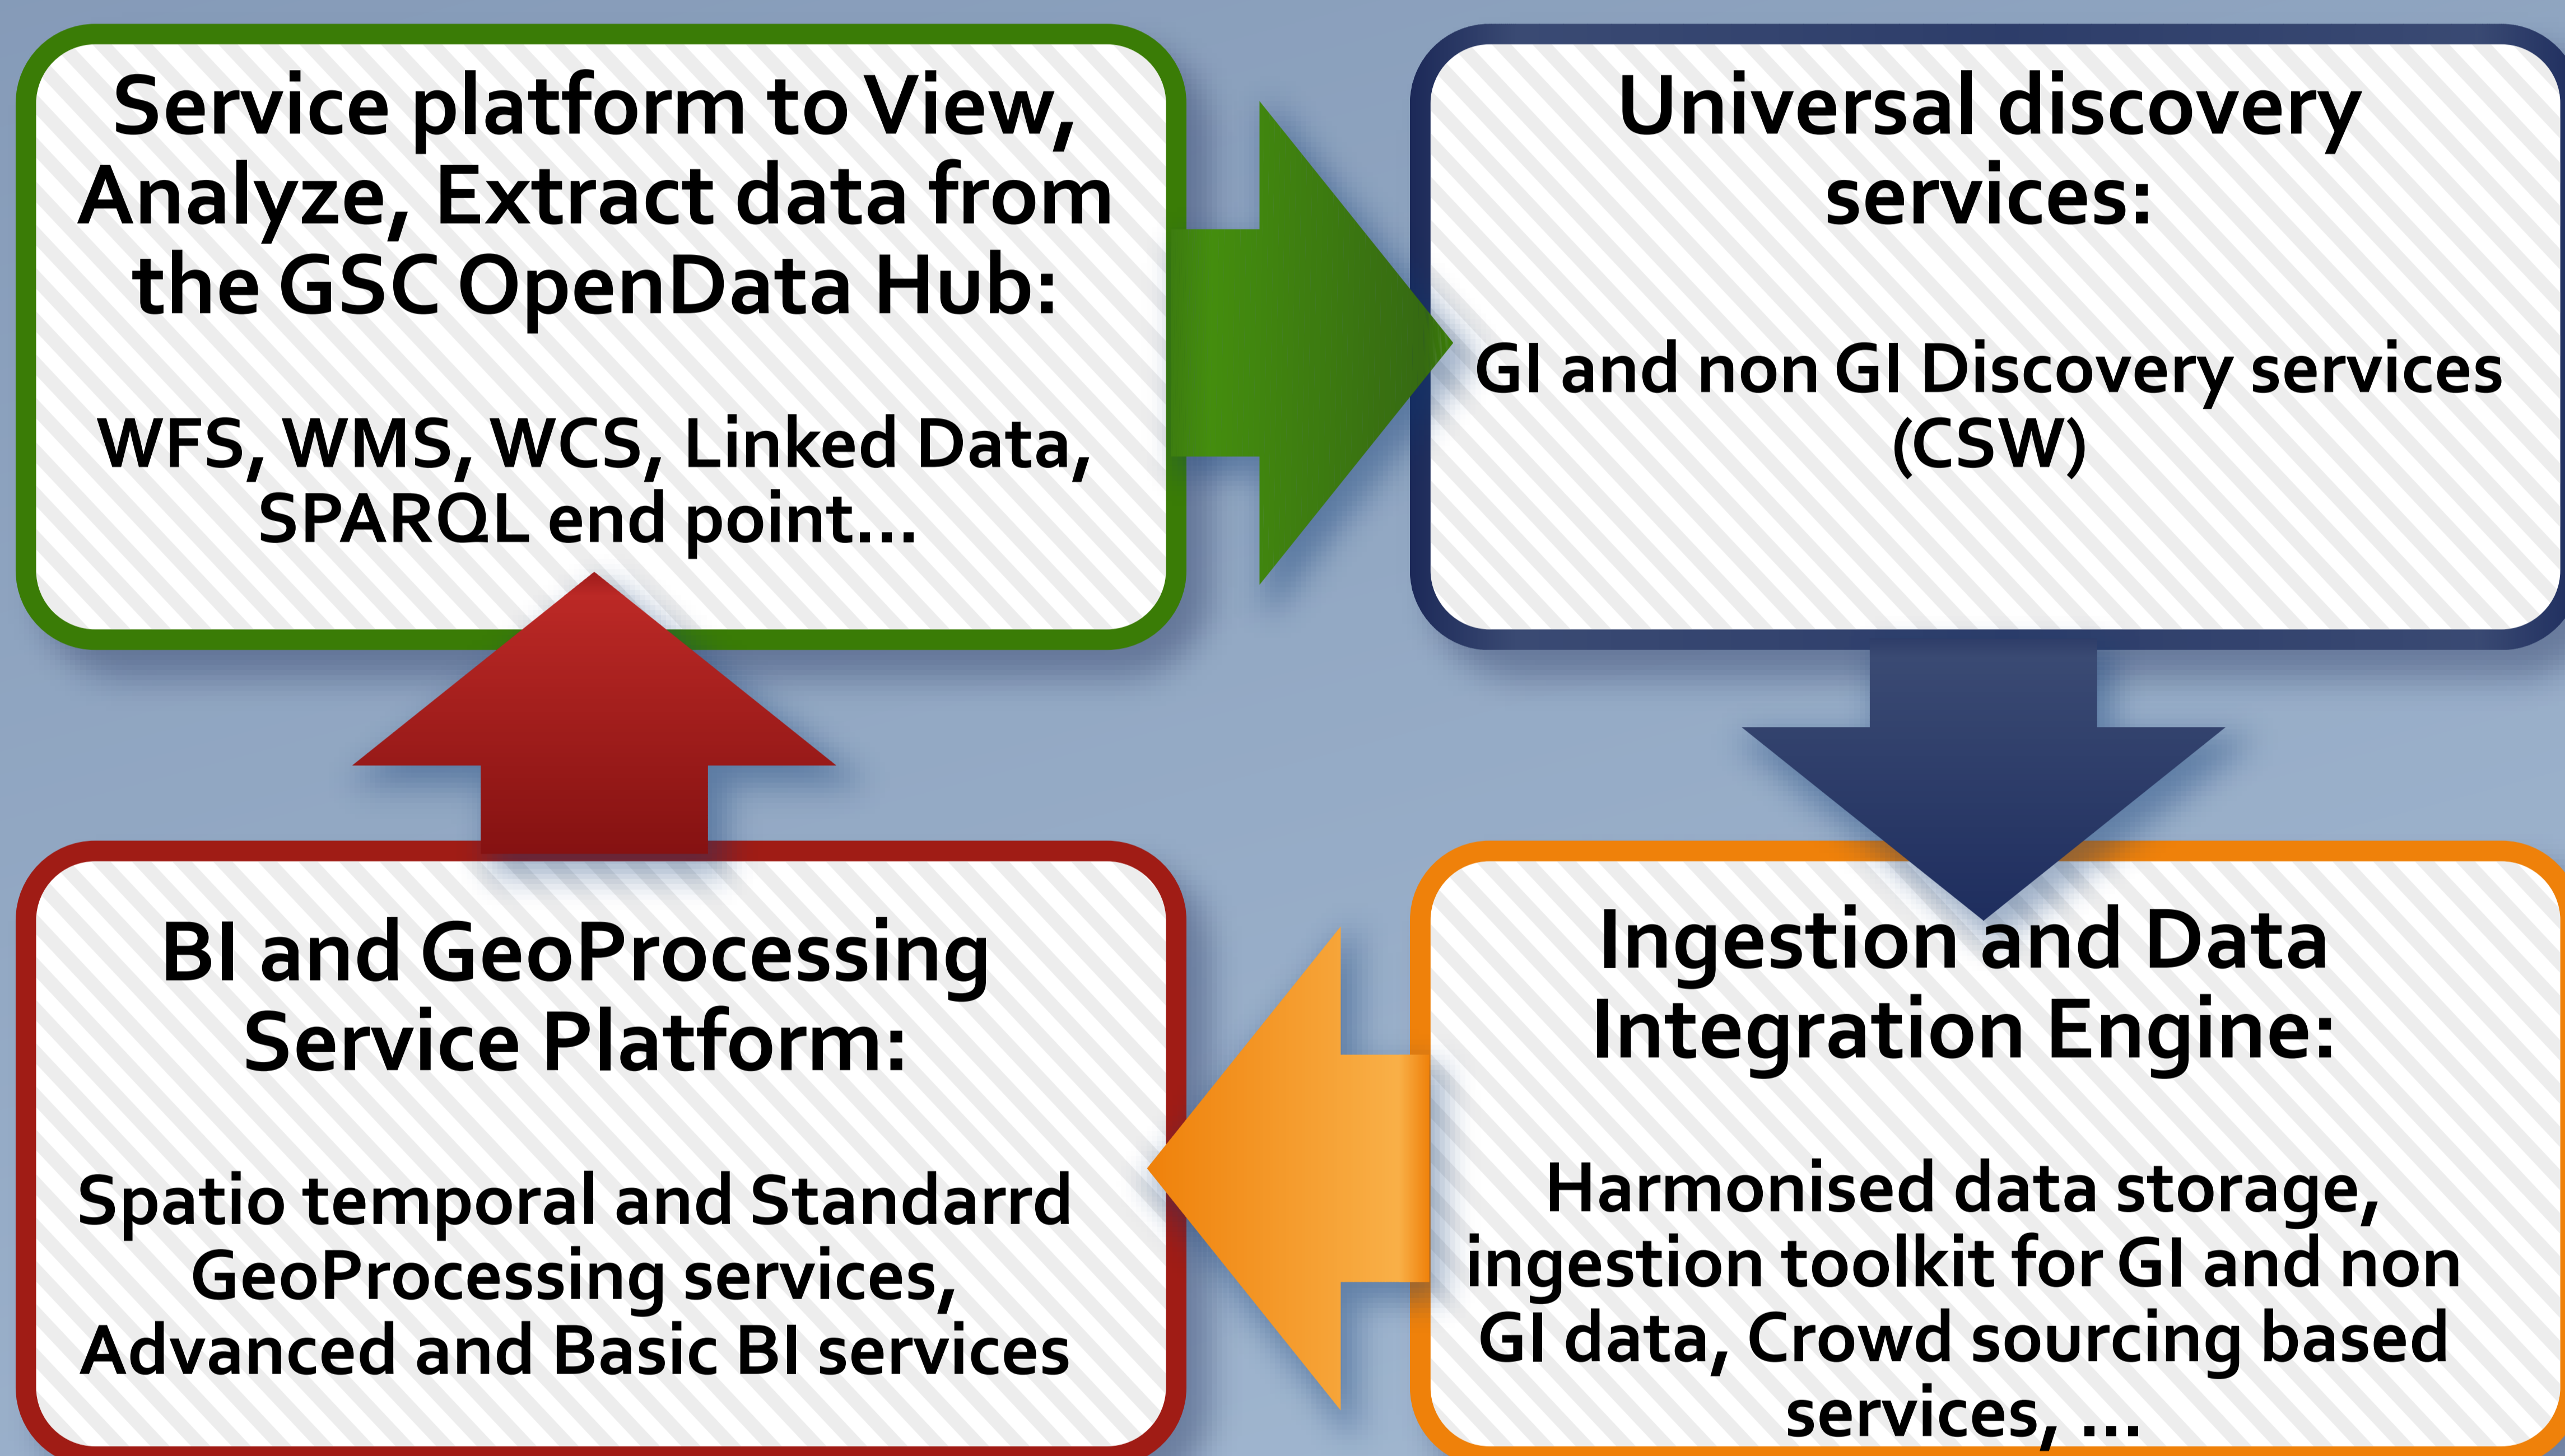 Service platform to View,
Analyze, Extract data from
the GSC OpenData Hub:
WFS, WMS, WCS, Linked Data,
SPARQL end point...
Universal discovery
services:
GI and non GI Discovery services
(CSW)
BI and GeoProcessing
Service Platform:
Spatio temporal and Standarrd
GeoProcessing services,
Advanced and Basic BI services
Ingestion and Data
Integration Engine:
Harmonised data storage,
ingestion toolkit for GI and non
GI data, Crowd sourcing based
services, ...